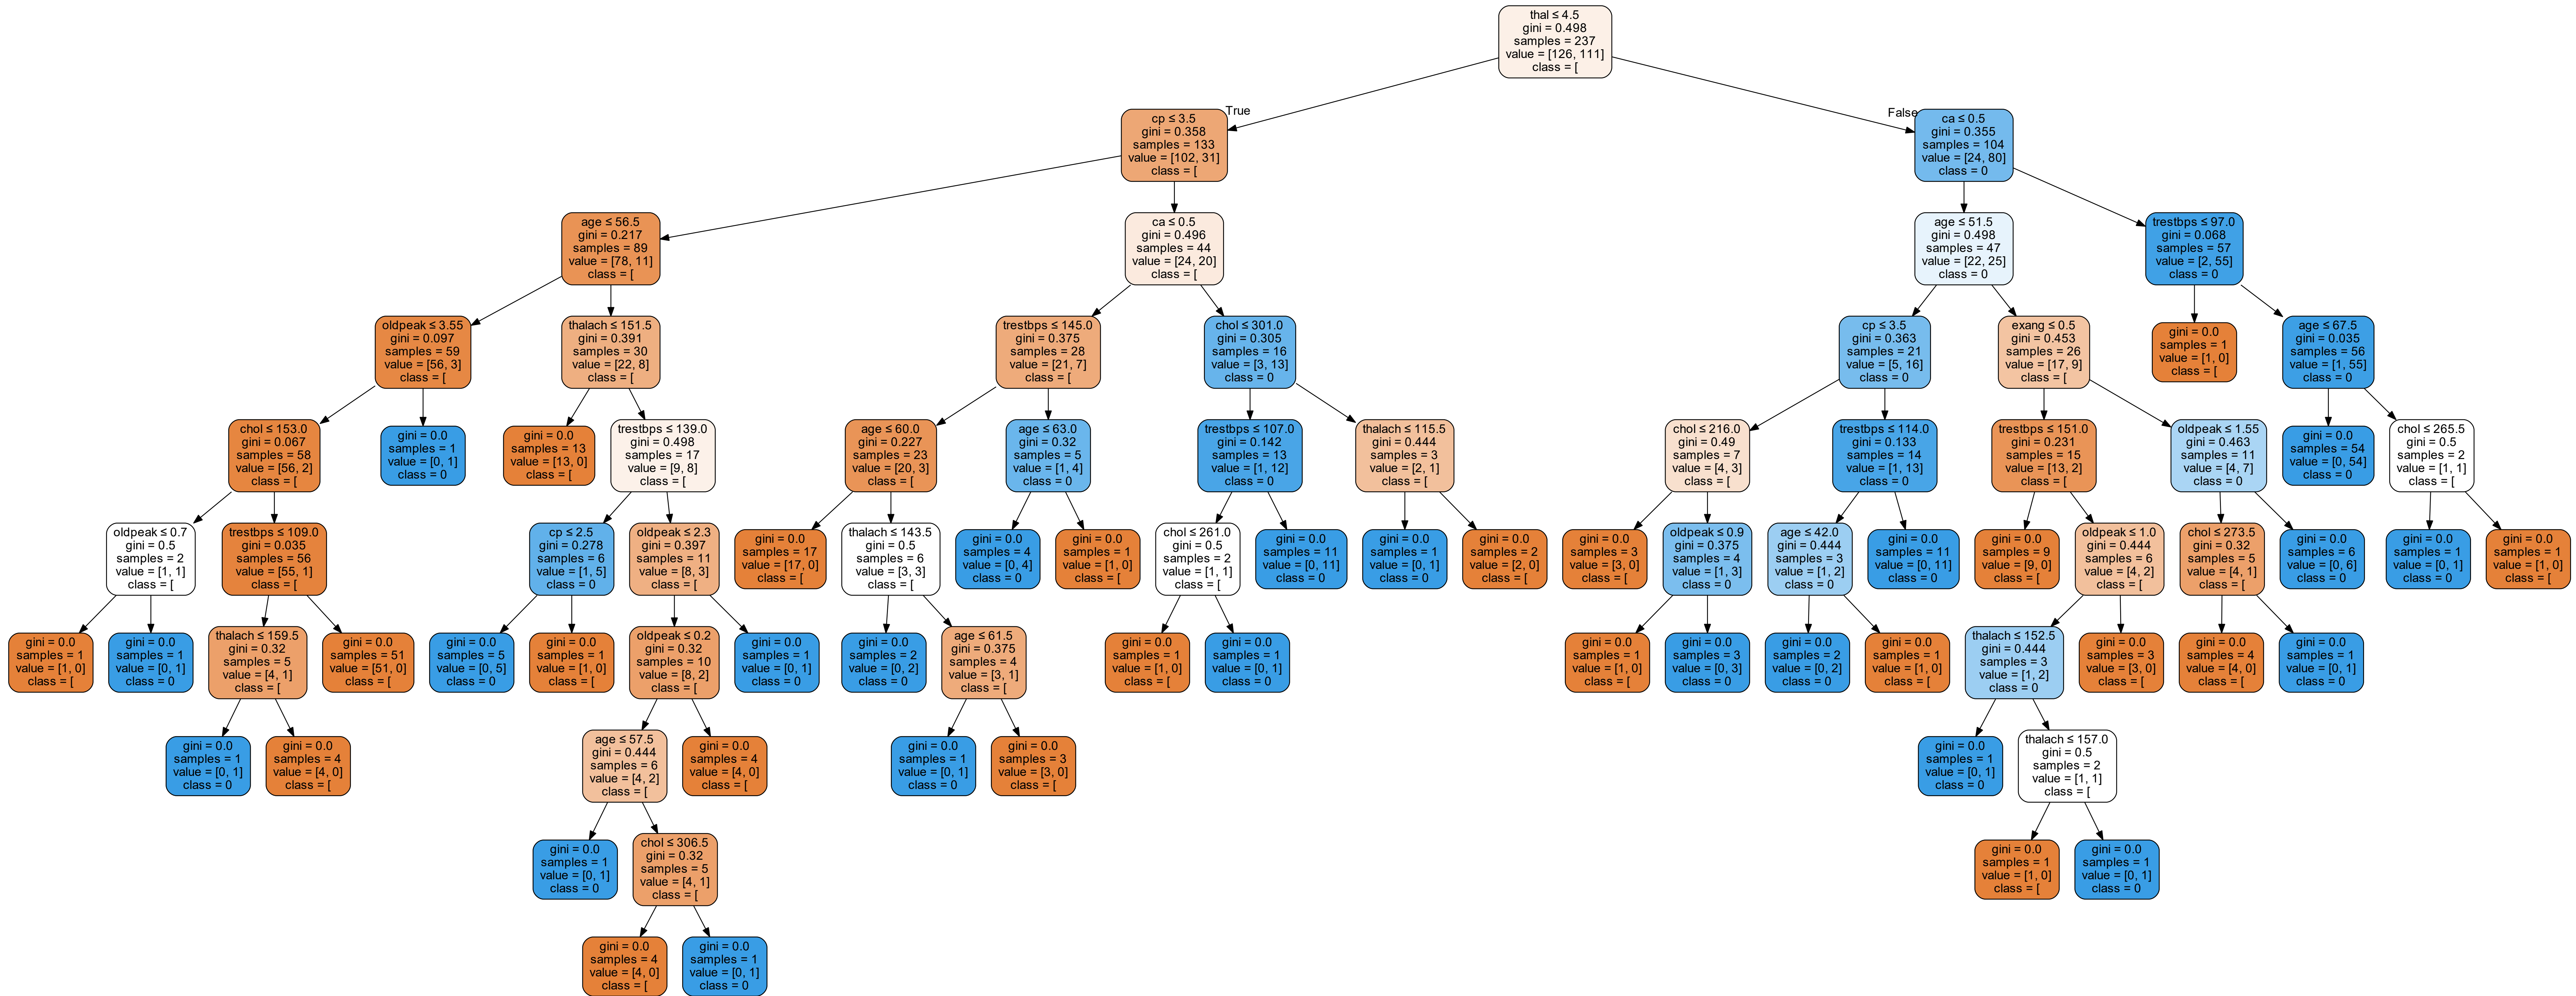 thal ≤ 4.5
gini = 0.498
samples = 237
value = [126, 111]
class = [
True
False
cp ≤ 3.5
gini = 0.358
samples = 133
value = [102, 31]
class = [
ca ≤ 0.5
gini = 0.355
samples = 104
value = [24, 80]
class = 0
age ≤ 56.5
gini = 0.217
samples = 89
value = [78, 11]
class = [
ca ≤ 0.5
gini = 0.496
samples = 44
value = [24, 20]
class = [
age ≤ 51.5
gini = 0.498
samples = 47
value = [22, 25]
class = 0
trestbps ≤ 97.0
gini = 0.068
samples = 57
value = [2, 55]
class = 0
oldpeak ≤ 3.55
gini = 0.097
samples = 59
value = [56, 3]
class = [
thalach ≤ 151.5
gini = 0.391
samples = 30
value = [22, 8]
class = [
trestbps ≤ 145.0
gini = 0.375
samples = 28
value = [21, 7]
class = [
chol ≤ 301.0
gini = 0.305
samples = 16
value = [3, 13]
class = 0
cp ≤ 3.5
gini = 0.363
samples = 21
value = [5, 16]
class = 0
exang ≤ 0.5
gini = 0.453
samples = 26
value = [17, 9]
class = [
gini = 0.0
samples = 1
value = [1, 0]
class = [
age ≤ 67.5
gini = 0.035
samples = 56
value = [1, 55]
class = 0
chol ≤ 153.0
gini = 0.067
samples = 58
value = [56, 2]
class = [
gini = 0.0
samples = 1
value = [0, 1]
class = 0
gini = 0.0
samples = 13
value = [13, 0]
class = [
trestbps ≤ 139.0
gini = 0.498
samples = 17
value = [9, 8]
class = [
age ≤ 60.0
gini = 0.227
samples = 23
value = [20, 3]
class = [
age ≤ 63.0
gini = 0.32
samples = 5
value = [1, 4]
class = 0
trestbps ≤ 107.0
gini = 0.142
samples = 13
value = [1, 12]
class = 0
thalach ≤ 115.5
gini = 0.444
samples = 3
value = [2, 1]
class = [
chol ≤ 216.0
gini = 0.49
samples = 7
value = [4, 3]
class = [
trestbps ≤ 114.0
gini = 0.133
samples = 14
value = [1, 13]
class = 0
trestbps ≤ 151.0
gini = 0.231
samples = 15
value = [13, 2]
class = [
oldpeak ≤ 1.55
gini = 0.463
samples = 11
value = [4, 7]
class = 0
gini = 0.0
samples = 54
value = [0, 54]
class = 0
chol ≤ 265.5
gini = 0.5
samples = 2
value = [1, 1]
class = [
oldpeak ≤ 0.7
gini = 0.5
samples = 2
value = [1, 1]
class = [
trestbps ≤ 109.0
gini = 0.035
samples = 56
value = [55, 1]
class = [
cp ≤ 2.5
gini = 0.278
samples = 6
value = [1, 5]
class = 0
oldpeak ≤ 2.3
gini = 0.397
samples = 11
value = [8, 3]
class = [
gini = 0.0
samples = 17
value = [17, 0]
class = [
thalach ≤ 143.5
gini = 0.5
samples = 6
value = [3, 3]
class = [
gini = 0.0
samples = 4
value = [0, 4]
class = 0
gini = 0.0
samples = 1
value = [1, 0]
class = [
chol ≤ 261.0
gini = 0.5
samples = 2
value = [1, 1]
class = [
gini = 0.0
samples = 11
value = [0, 11]
class = 0
gini = 0.0
samples = 1
value = [0, 1]
class = 0
gini = 0.0
samples = 2
value = [2, 0]
class = [
gini = 0.0
samples = 3
value = [3, 0]
class = [
oldpeak ≤ 0.9
gini = 0.375
samples = 4
value = [1, 3]
class = 0
age ≤ 42.0
gini = 0.444
samples = 3
value = [1, 2]
class = 0
gini = 0.0
samples = 11
value = [0, 11]
class = 0
gini = 0.0
samples = 9
value = [9, 0]
class = [
oldpeak ≤ 1.0
gini = 0.444
samples = 6
value = [4, 2]
class = [
chol ≤ 273.5
gini = 0.32
samples = 5
value = [4, 1]
class = [
gini = 0.0
samples = 6
value = [0, 6]
class = 0
gini = 0.0
samples = 1
value = [0, 1]
class = 0
gini = 0.0
samples = 1
value = [1, 0]
class = [
gini = 0.0
samples = 1
value = [1, 0]
class = [
gini = 0.0
samples = 1
value = [0, 1]
class = 0
thalach ≤ 159.5
gini = 0.32
samples = 5
value = [4, 1]
class = [
gini = 0.0
samples = 51
value = [51, 0]
class = [
gini = 0.0
samples = 5
value = [0, 5]
class = 0
gini = 0.0
samples = 1
value = [1, 0]
class = [
oldpeak ≤ 0.2
gini = 0.32
samples = 10
value = [8, 2]
class = [
gini = 0.0
samples = 1
value = [0, 1]
class = 0
gini = 0.0
samples = 2
value = [0, 2]
class = 0
age ≤ 61.5
gini = 0.375
samples = 4
value = [3, 1]
class = [
gini = 0.0
samples = 1
value = [1, 0]
class = [
gini = 0.0
samples = 1
value = [0, 1]
class = 0
gini = 0.0
samples = 1
value = [1, 0]
class = [
gini = 0.0
samples = 3
value = [0, 3]
class = 0
gini = 0.0
samples = 2
value = [0, 2]
class = 0
gini = 0.0
samples = 1
value = [1, 0]
class = [
thalach ≤ 152.5
gini = 0.444
samples = 3
value = [1, 2]
class = 0
gini = 0.0
samples = 3
value = [3, 0]
class = [
gini = 0.0
samples = 4
value = [4, 0]
class = [
gini = 0.0
samples = 1
value = [0, 1]
class = 0
gini = 0.0
samples = 1
value = [0, 1]
class = 0
gini = 0.0
samples = 4
value = [4, 0]
class = [
age ≤ 57.5
gini = 0.444
samples = 6
value = [4, 2]
class = [
gini = 0.0
samples = 4
value = [4, 0]
class = [
gini = 0.0
samples = 1
value = [0, 1]
class = 0
gini = 0.0
samples = 3
value = [3, 0]
class = [
gini = 0.0
samples = 1
value = [0, 1]
class = 0
thalach ≤ 157.0
gini = 0.5
samples = 2
value = [1, 1]
class = [
gini = 0.0
samples = 1
value = [0, 1]
class = 0
chol ≤ 306.5
gini = 0.32
samples = 5
value = [4, 1]
class = [
gini = 0.0
samples = 1
value = [1, 0]
class = [
gini = 0.0
samples = 1
value = [0, 1]
class = 0
gini = 0.0
samples = 4
value = [4, 0]
class = [
gini = 0.0
samples = 1
value = [0, 1]
class = 0